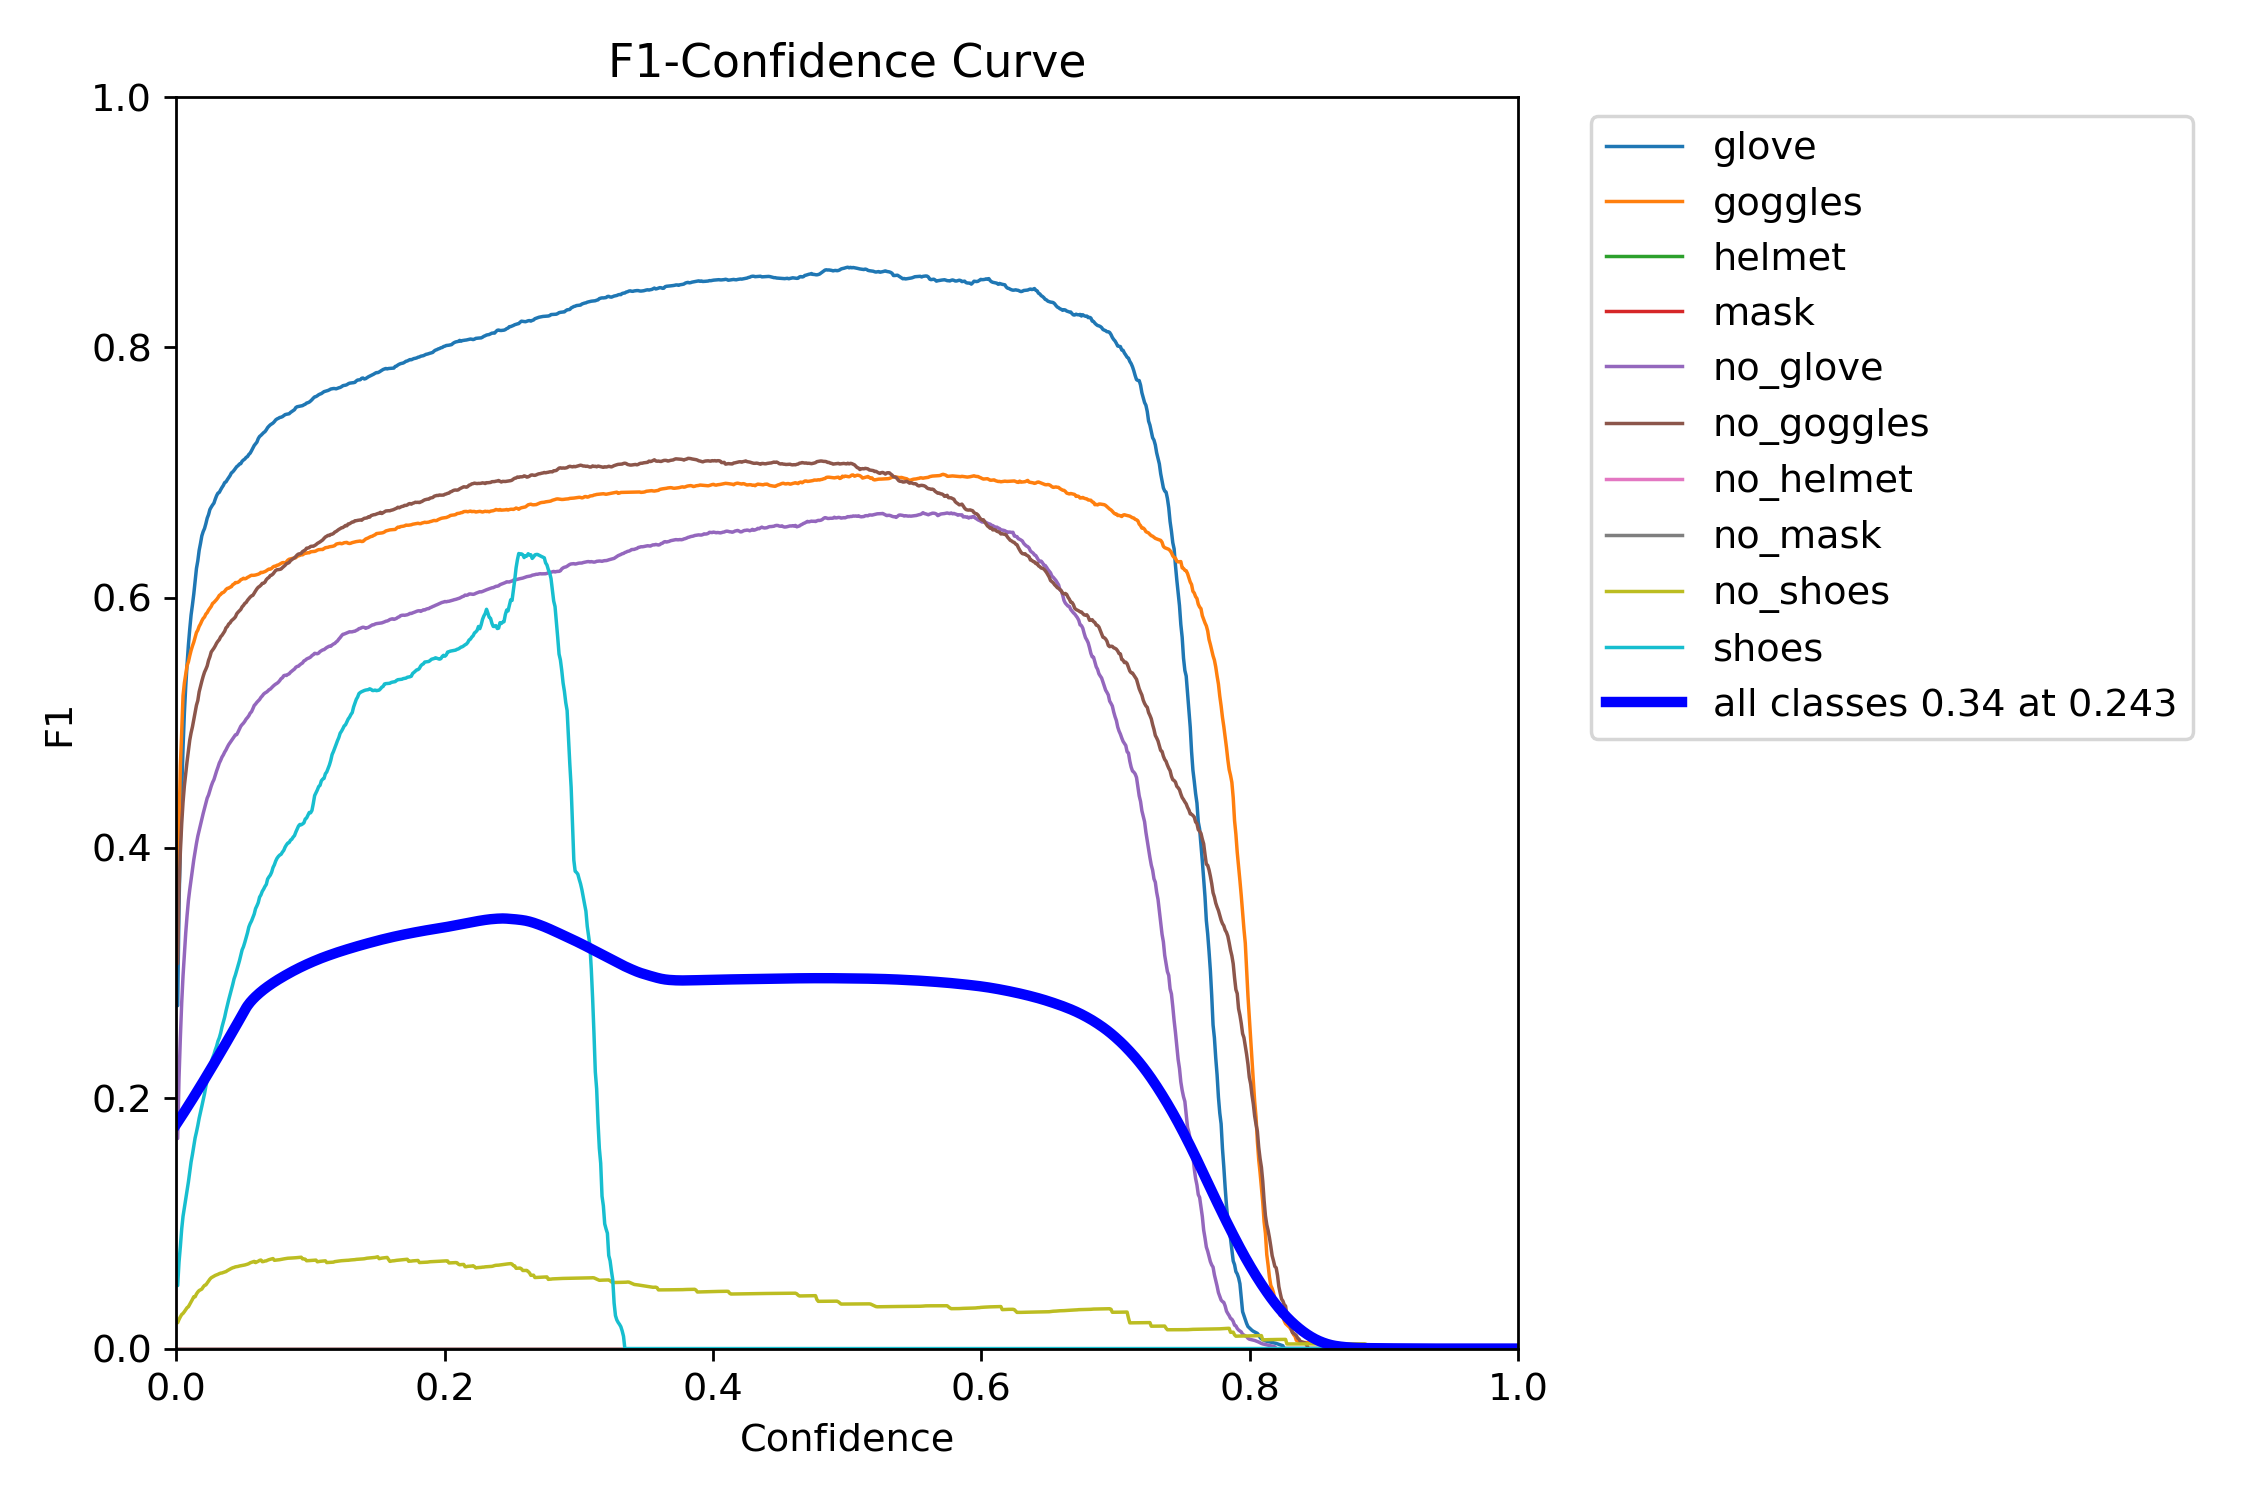 F1-Confidence Curve
1.0
0.8
0.6
0.4
0.2
0.0
F1
0.0 0.2 0.4 0.6 0.8 1.0
Confidence
glove
goggles
helmet
mask
no_glove
no_goggles
no_helmet
no_mask
no_shoes
shoes
all classes 0.34 at 0.243